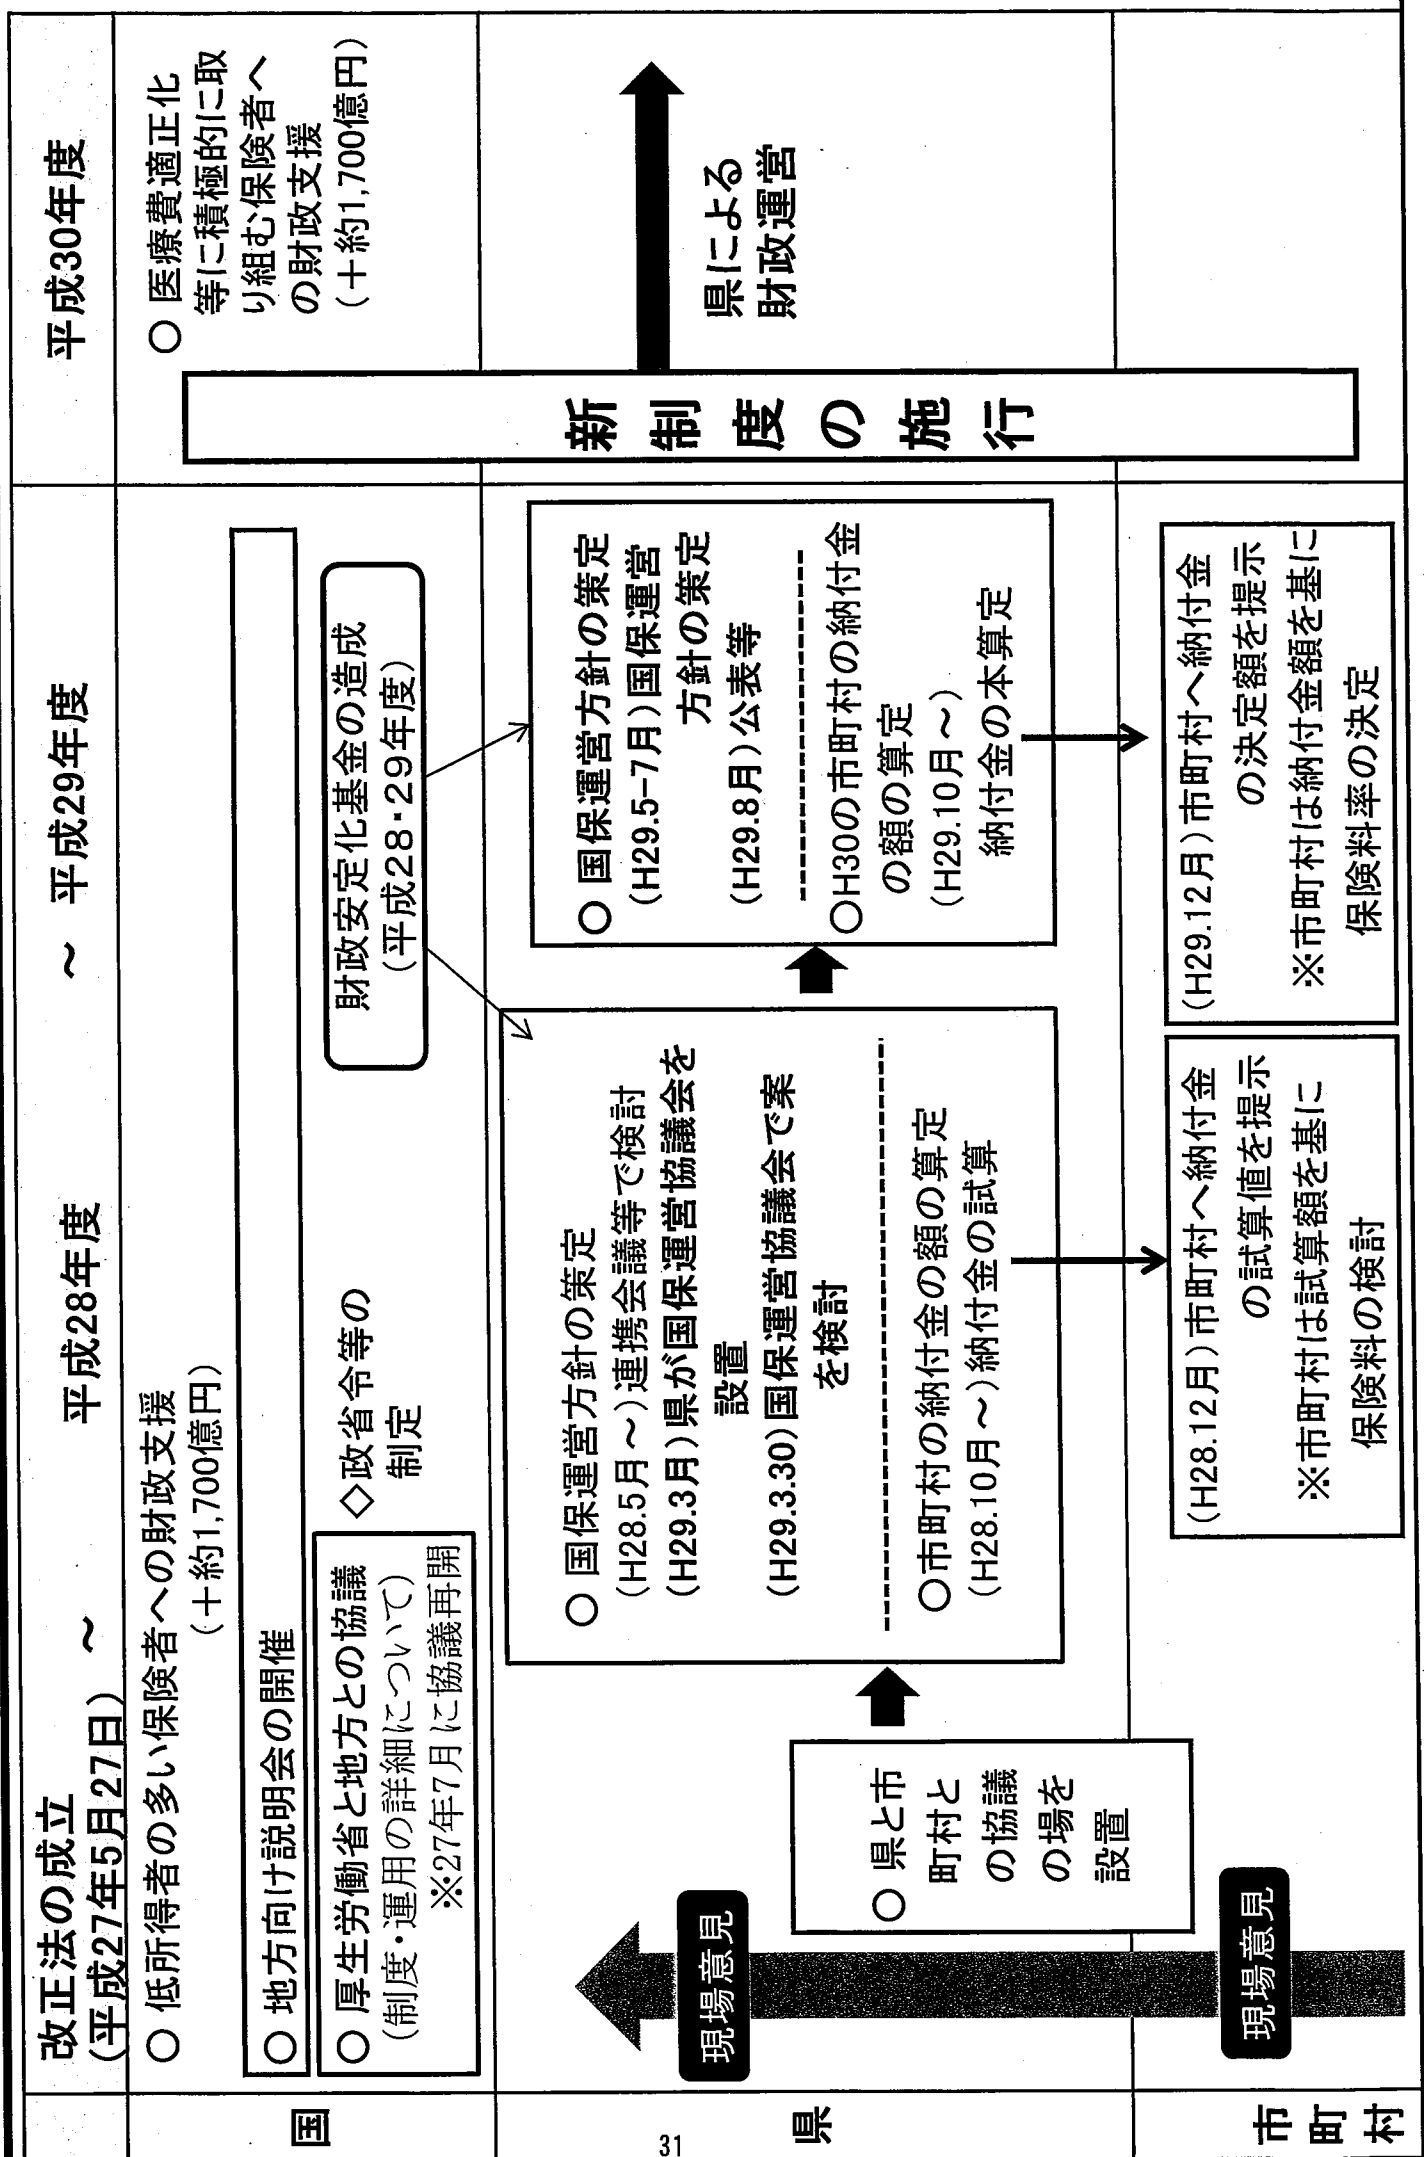 改正法の成立
(平成27年5月27日)
～
平成28年度
～
平成29年度
平成30年度
国
○ 低所得者の多い保険者への財政支援
(＋約1,700億円)
○ 地方向け説明会の開催
○ 厚生労働省と地方との協議
(制度・運用の詳細について)
※27年7月に協議再開
◇政省令等の
制定
財政安定化基金の造成
(平成28・29年度)
○ 医療費適正化
等に積極的に取
り組む保険者へ
の財政支援
(＋約1,700億円)
新制度の施行
県
現場意見
○ 県と市
町村と
の協議
の場を
設置
○ 国保運営方針の策定
(H28.5月～)連携会議等で検討
(H29.3月)県が国保運営協議会を
設置
(H29.3.30)国保運営協議会で案
を検討
○市町村の納付金の額の算定
(H28.10月～)納付金の試算
○ 国保運営方針の策定
(H29.5-7月)国保運営
方針の策定
(H29.8月)公表等
○H30の市町村の納付金
の額の算定
(H29.10月～)
納付金の本算定
県による
財政運営
市町村
現場意見
(H28.12月)市町村へ納付金
の試算値を提示
※市町村は試算額を基に
保険料の検討
(H29.12月)市町村へ納付金
の決定額を提示
※市町村は納付金額を基に
保険料率の決定
31